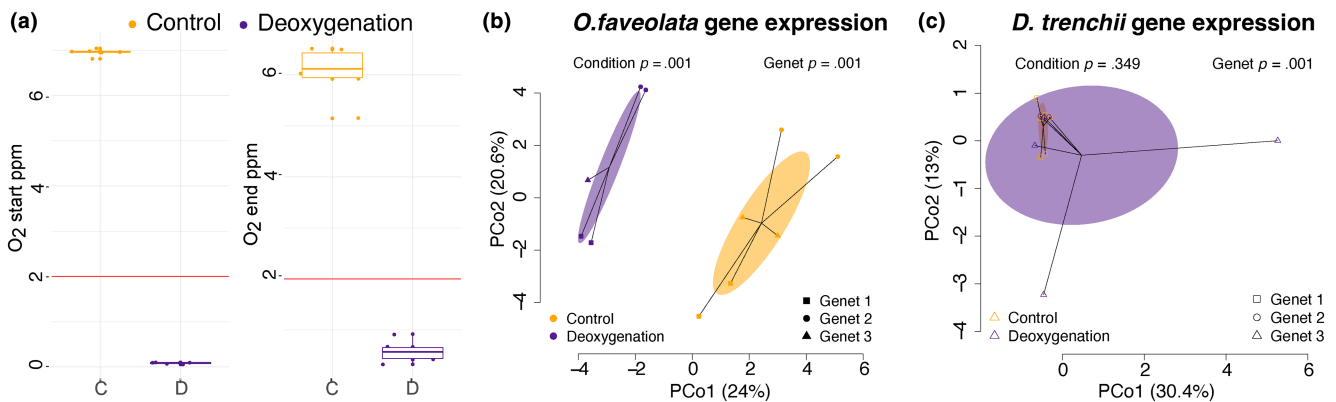 (a)
Control
Deoxygenation
O2 start ppm
6
4
2
0
C
D
O2 end ppm
6
4
2
C
D
(b)
O.faveolata gene expression
Condition p = .001
Genet p = .001
PCo2 (20.6%)
4
2
0
−2
−4
Control
Deoxygenation
Genet 1
Genet 2
Genet 3
−4
−2
0
2
4
6
PCo1 (24%)
(c)
D. trenchii gene expression
Condition p = .349
Genet p = .001
PCo2 (13%)
2
1
0
-1
-2
-3
-4
Control
Deoxygenation
Genet 1
Genet 2
Genet 3
0
2
4
6
PCo1 (30.4%)